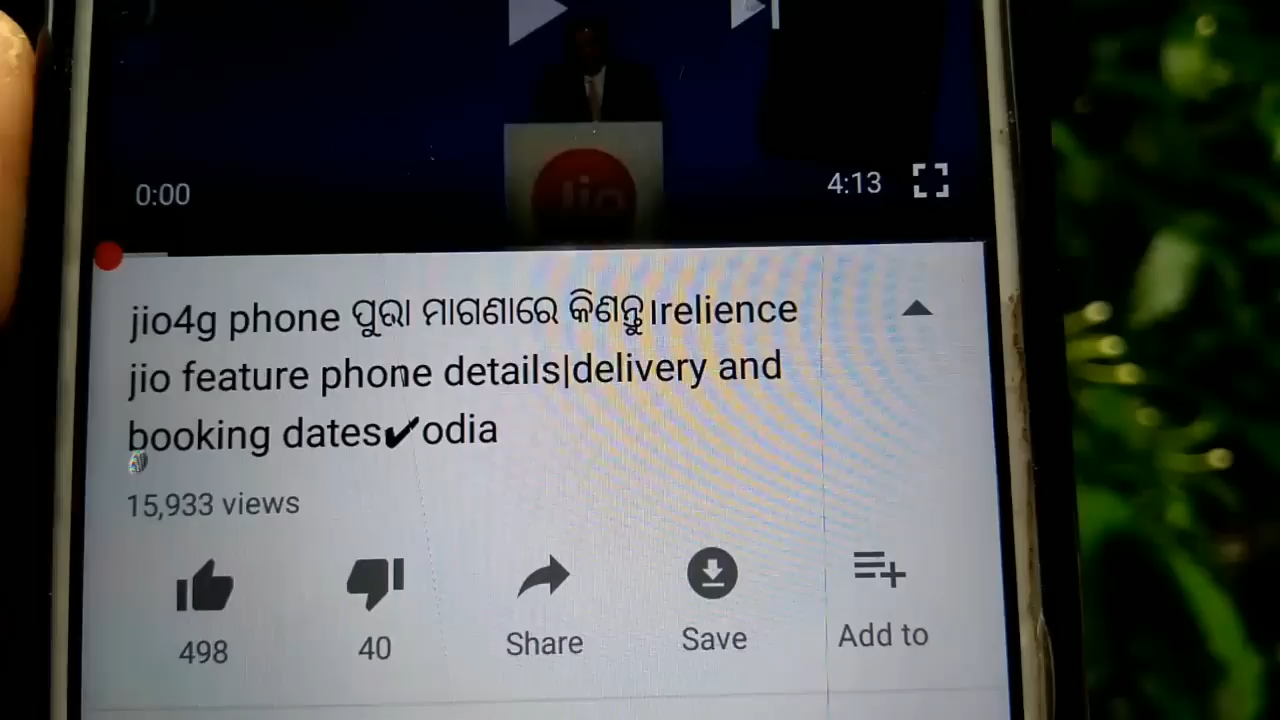 Jio
0:00
4:13
jio4g phone ପୁରା ମାଗଣାରେ କିଣନ୍ତୁ।relience
jio feature phone details|delivery and
booking dates✔odia
15,933 views
498
40
Share
Save
Add to